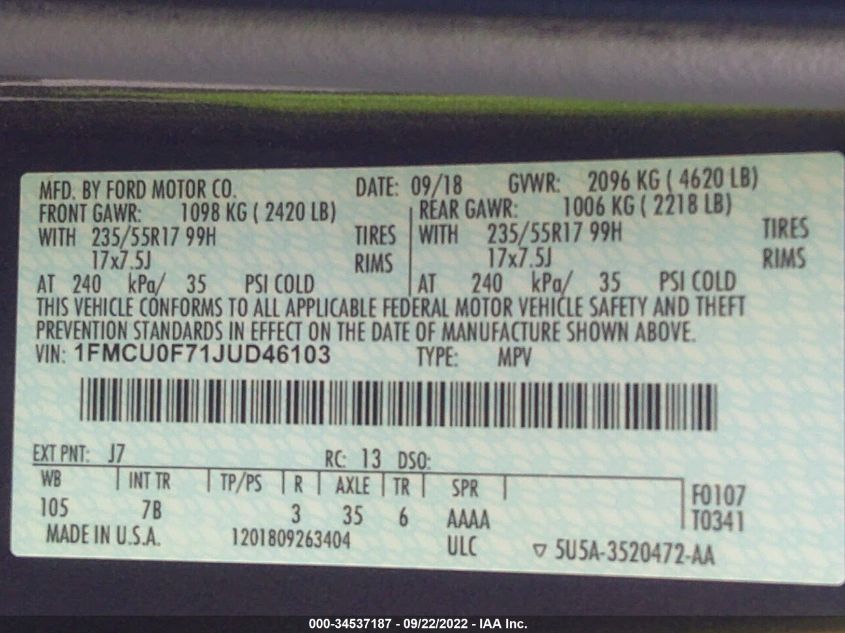 MFD. BY FORD MOTOR CO. DATE: 09/18 GVWR: 2096 KG ( 4620 LB)
FRONT GAWR: 1098 KG ( 2420 LB) REAR GAWR: 1006 KG ( 2218 LB)
WITH 235/55R17 99H TIRES WITH 235/55R17 99H TIRES
17x7.5J RIMS 17x7.5J RIMS
AT 240 kPa/ 35 PSI COLD AT 240 kPa/ 35 PSI COLD
THIS VEHICLE CONFORMS TO ALL APPLICABLE FEDERAL MOTOR VEHICLE SAFETY AND THEFT
PREVENTION STANDARDS IN EFFECT ON THE DATE OF MANUFACTURE SHOWN ABOVE.
VIN: 1FMCU0F71JUD46103 TYPE: MPV
EXT PNT: J7 RC: 13 DSO:
WB INT TR TP/PS R AXLE TR SPR F0107
105 7B 3 35 6 AAAA T0341
MADE IN U.S.A. 1201809263404 ULC ▽ 5U5A-3520472-AA
000-34537187 - 09/22/2022 - IAA Inc.